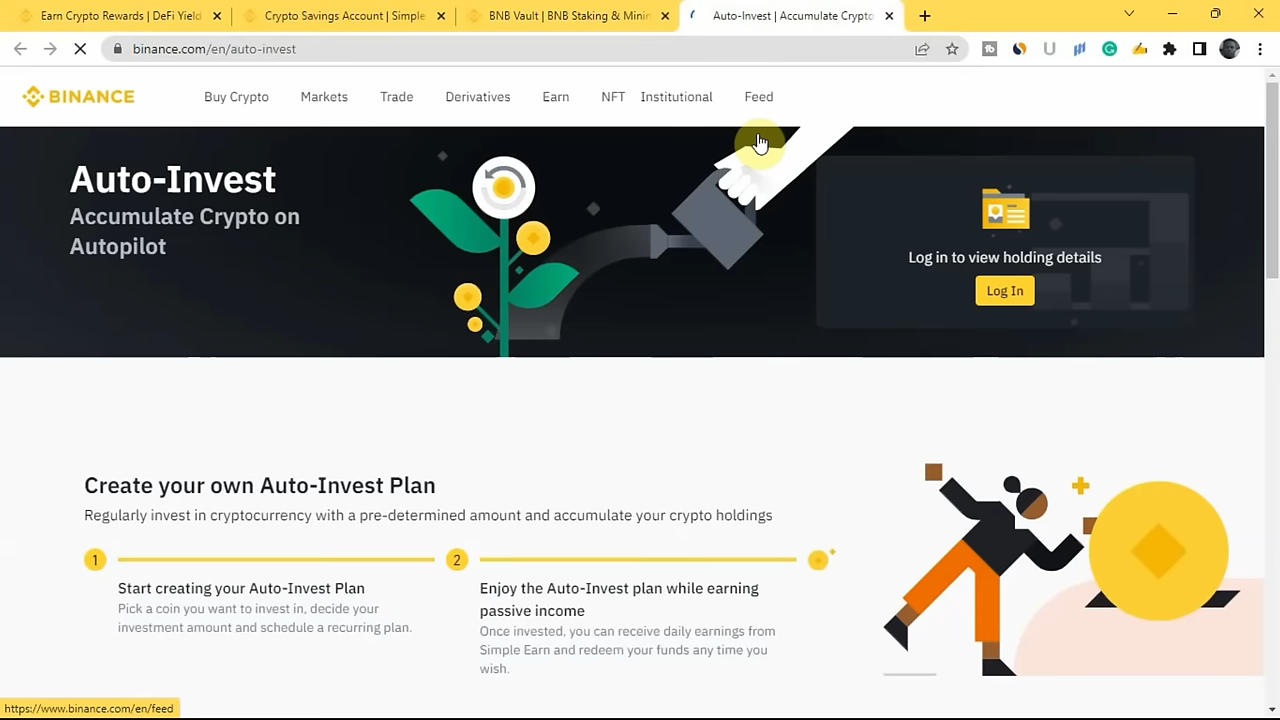 Earn Crypto Rewards | DeFi Yield
Crypto Savings Account | Simple
BNB Vault | BNB Staking & Minin
Auto-Invest | Accumulate Crypto
binance.com/en/auto-invest
BINANCE
Buy Crypto
Markets
Trade
Derivatives
Earn
NFT
Institutional
Feed
Auto-Invest
Accumulate Crypto on
Autopilot
Log in to view holding details
Log In
Create your own Auto-Invest Plan
Regularly invest in cryptocurrency with a pre-determined amount and accumulate your crypto holdings
1
2
Start creating your Auto-Invest Plan
Pick a coin you want to invest in, decide your
investment amount and schedule a recurring plan.
Enjoy the Auto-Invest plan while earning
passive income
Once invested, you can receive daily earnings from
Simple Earn and redeem your funds any time you
wish.
https://www.binance.com/en/feed